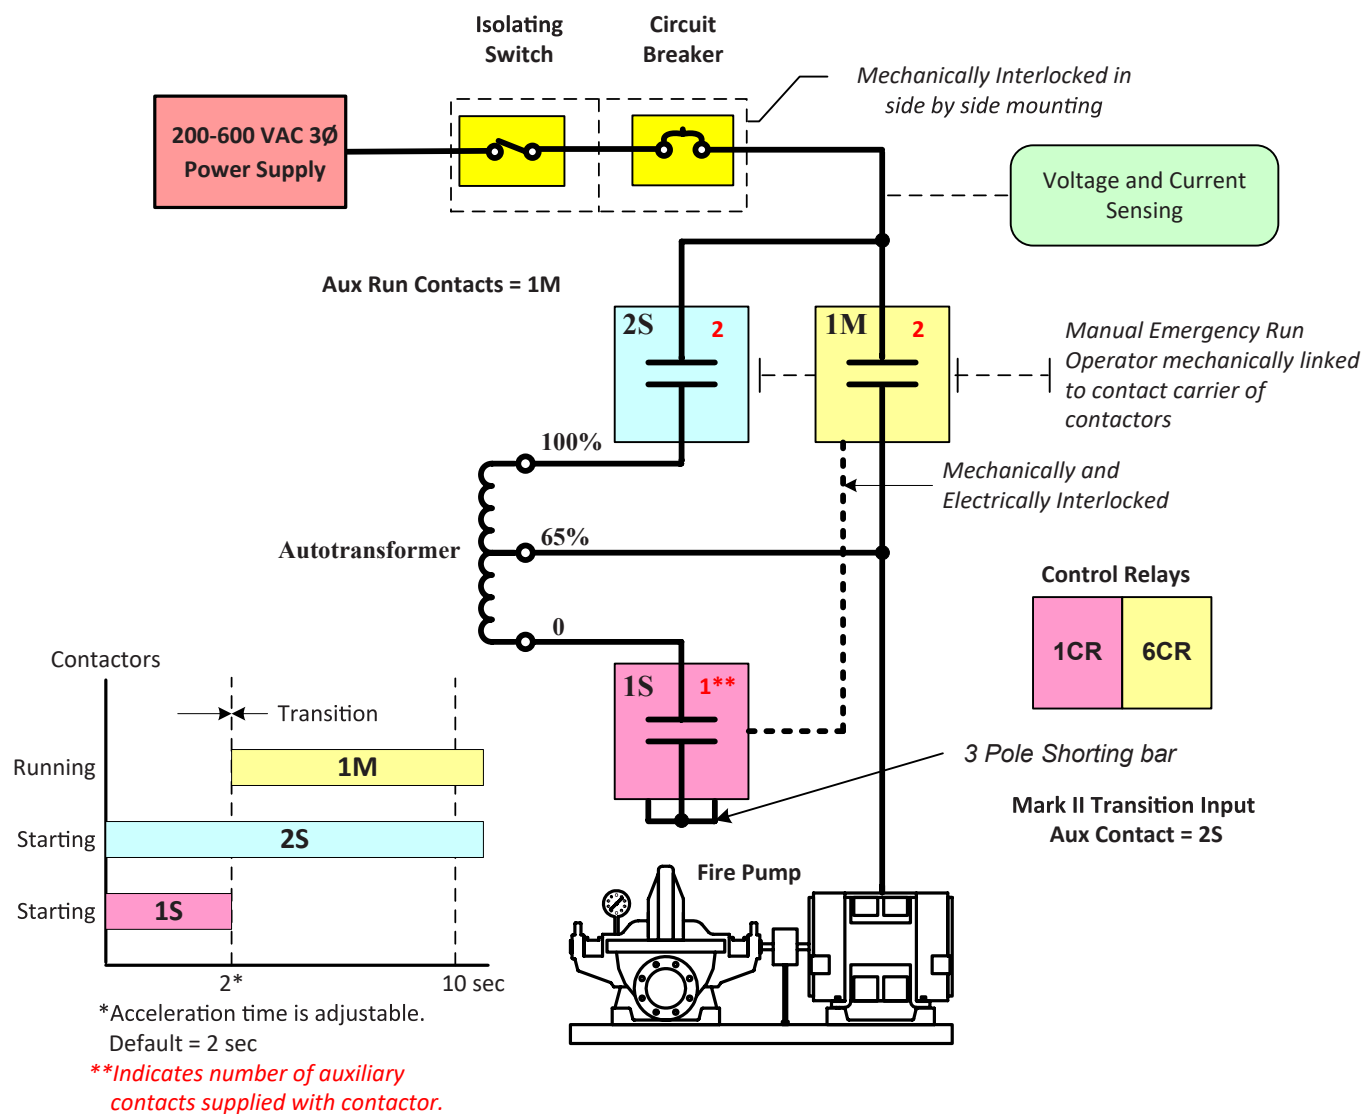 Isolating
Switch
Circuit
Breaker
Mechanically Interlocked in
side by side mounting
200-600 VAC 3Ø
Power Supply
Voltage and Current
Sensing
Aux Run Contacts = 1M
2S
2
1M
2
Manual Emergency Run
Operator mechanically linked
to contact carrier of
contactors
100%
Mechanically and
Electrically Interlocked
65%
Autotransformer
0
Control Relays
1CR
6CR
1S
1**
3 Pole Shorting bar
Mark II Transition Input
Aux Contact = 2S
Fire Pump
Contactors
Transition
Running
1M
Starting
2S
Starting
1S
2*
10 sec
*Acceleration time is adjustable.
Default = 2 sec
**Indicates number of auxiliary
contacts supplied with contactor.